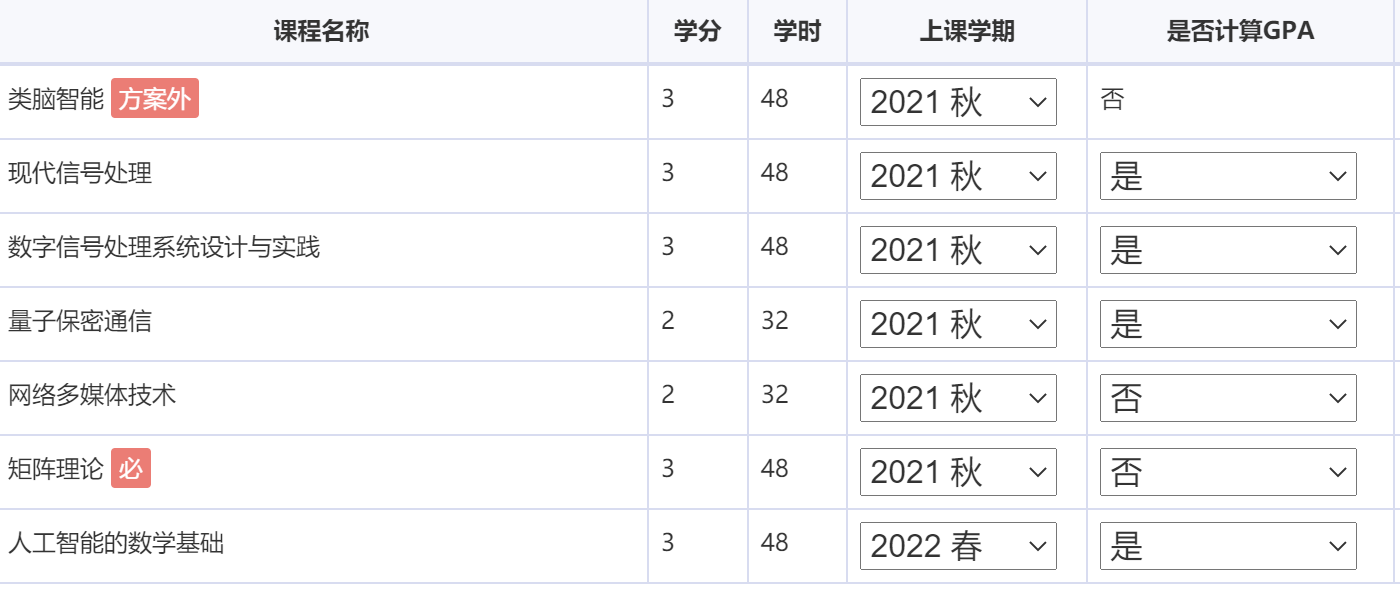 课程名称 学分 学时 上课学期 是否计算GPA
类脑智能 方案外 3 48 2021 秋 否
现代信号处理 3 48 2021 秋 是
数字信号处理系统设计与实践 3 48 2021 秋 是
量子保密通信 2 32 2021 秋 是
网络多媒体技术 2 32 2021 秋 否
矩阵理论 必 3 48 2021 秋 否
人工智能的数学基础 3 48 2022 春 是